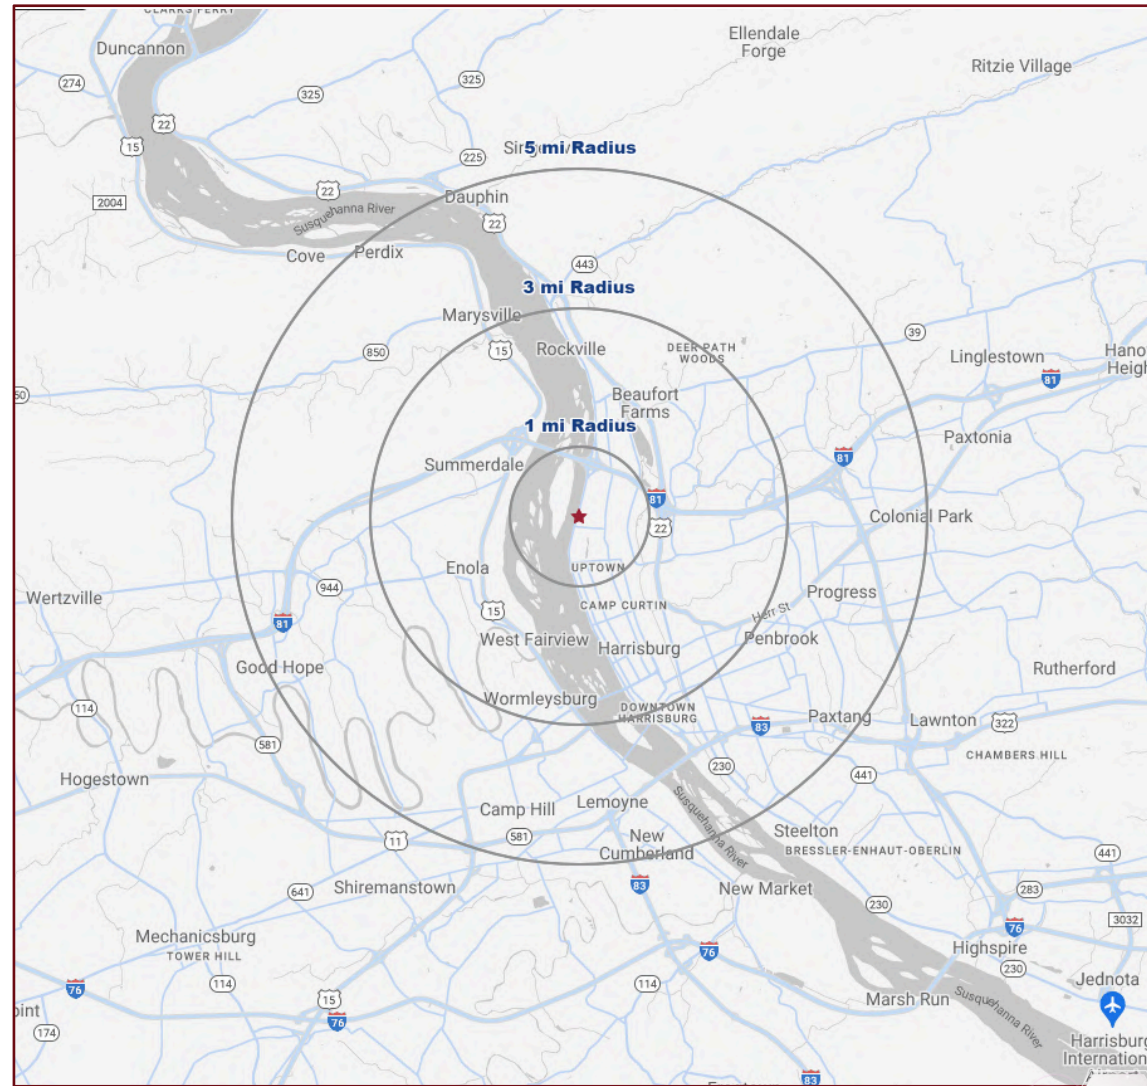 CLARKS FERRY
Duncannon
Ellendale
Forge
Ritzie Village
274
325
325
22
15
225
5 mi Radius
2004
22
Dauphin
Susquehanna River
22
Cove
Perdix
443
3 mi Radius
Marysville
39
850
15
Rockville
DEER PATH
WOODS
Linglestown
Hano
Heigh
81
50
Beaufort
Farms
1 mi Radius
Paxtonia
81
Summerdale
81
22
Colonial Park
Enola
UPTOWN
944
Wertzville
15
CAMP CURTIN
Herr St
Progress
81
West Fairview
Harrisburg
Penbrook
Good Hope
Rutherford
114
Wormleysburg
DOWNTOWN
HARRISBURG
83
Paxtang
Lawnton
322
581
CHAMBERS HILL
Hogestown
230
441
Camp Hill
Lemoyne
Susquehanna River
11
581
New
Cumberland
Steelton
BRESSLER-ENHAUT-OBERLIN
441
641
Shiremanstown
83
New Market
283
230
3032
Mechanicsburg
TOWER HILL
76
76
Highspire
230
76
114
114
Jednota
15
76
Marsh Run
Susquehanna River
oint
174
Harrisburg
Internation
83